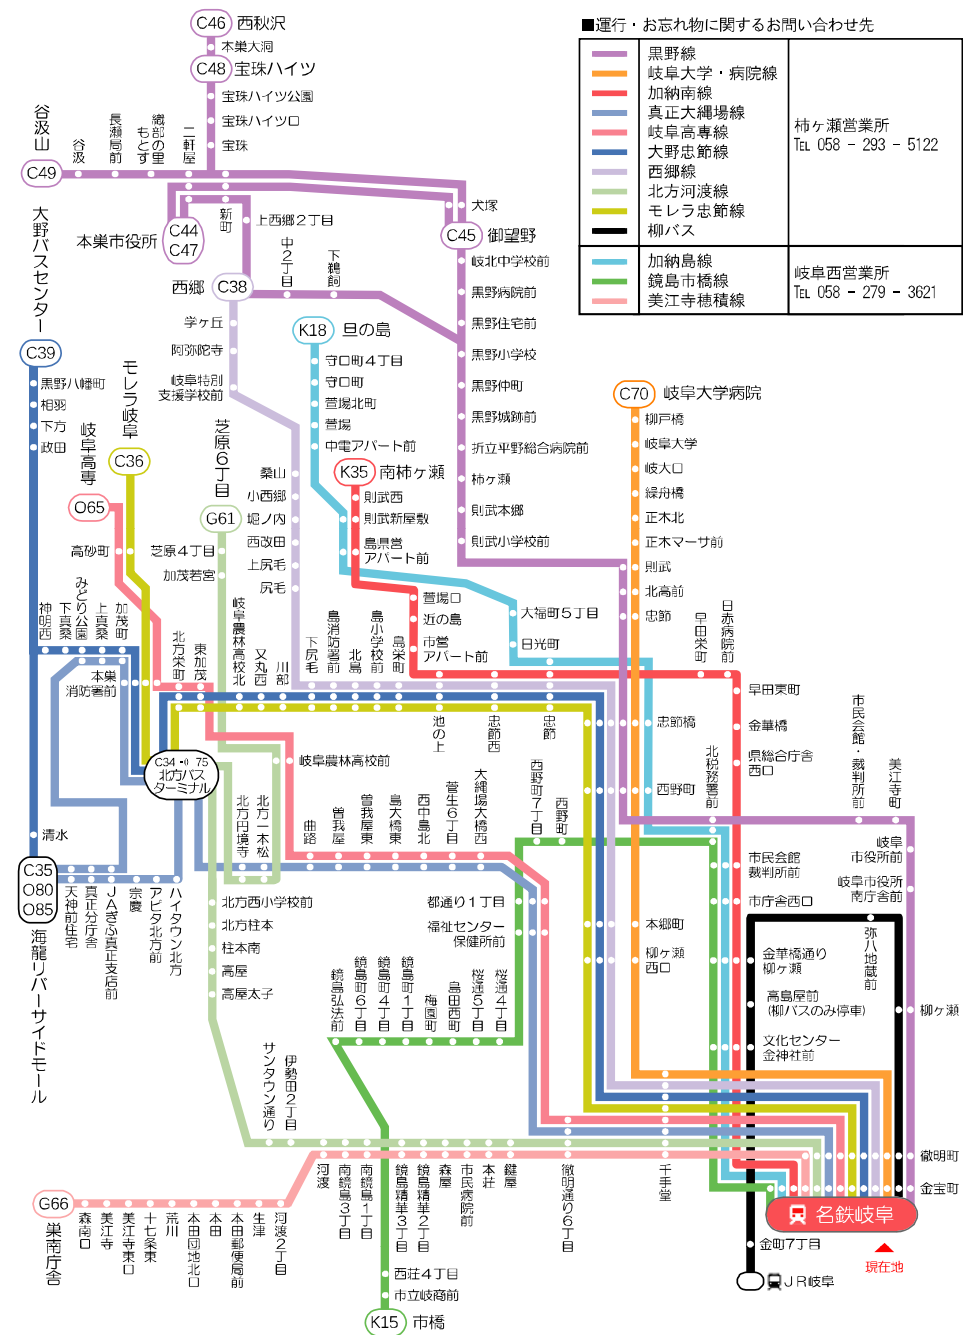 ■運行・お忘れ物に関するお問い合わせ先
黒野線
岐阜大学・病院線
加納南線
真正大縄場線
岐阜高専線
大野忠節線
西郷線
北方河渡線
モレラ忠節線
柳バス
柿ヶ瀬営業所
TEL 058 - 293 - 5122
加納島線
鏡島市橋線
美江寺穂積線
岐阜西営業所
TEL 058 - 279 - 3621
C46 西秋沢
本巣大洞
C48 宝珠ハイツ
宝珠ハイツ公園
宝珠ハイツ口
宝珠
谷汲山
C49
谷汲
長瀬局前
織部の里
もとす
二軒屋
本巣市役所
C44
C47
新町
上西郷2丁目
犬塚
C45 御望野
西郷 C38
中2丁目
下鵜飼
岐北中学校前
黒野病院前
黒野住宅前
黒野小学校
黒野仲町
黒野城跡前
折立平野総合病院前
柿ヶ瀬
則武本郷
則武小学校前
大野バスセンター
C39
黒野八幡町
相羽
下方
政田
モレラ岐阜
C36
岐阜高専
O65
高砂町
学ヶ丘
阿弥陀寺
岐阜特別
支援学校前
桑山
小西郷
堀ノ内
西改田
上尻毛
尻毛
K18 旦の島
守口町4丁目
守口町
萱場北町
萱場
中電アパート前
K35 南柿ヶ瀬
則武西
則武新屋敷
島県営
アパート前
萱場口
近の島
市営
アパート前
大福町5丁目
日光町
芝原6丁目
G61
芝原4丁目
加茂若宮
C70 岐阜大学病院
柳戸橋
岐阜大学
岐大口
繰舟橋
正木北
正木マーサ前
則武
北高前
忠節
早田栄町
日赤病院前
早田東町
金華橋
県総合庁舎
西口
神明西
下真桑
みどり公園
上真桑
加茂町
本巣
消防署前
北方栄町
東加茂
岐阜農林高校北
又丸西
川部
下尻毛
島消防署前
北島
島小学校前
島栄町
池の上
忠節西
忠節
忠節橋
西野町
北税務署前
市民会館・裁判所前
美江寺町
C34 75
北方バス
ターミナル
岐阜農林高校前
清水
C35
O80
O85
海龍リバーサイドモール
天神前住宅
真正分庁舎
JAぎふ真正支店前
宗慶
アピタ北方前
ハイタウン北方
北方円境寺
北方一本松
曲路
曽我屋
曽我屋東
島大橋東
西中島北
菅生6丁目
大縄場大橋西
西野町7丁目
西野町
市民会館
裁判所前
市庁舎西口
岐阜
市役所前
岐阜市役所
南庁舎前
都通り1丁目
福祉センター
保健所前
本郷町
柳ヶ瀬
西口
金華橋通り
柳ヶ瀬
弥八地蔵前
高島屋前
(柳バスのみ停車)
柳ヶ瀬
文化センター
金神社前
北方西小学校前
北方柱本
柱本南
高屋
高屋太子
サンタウン通り
伊勢田2丁目
鏡島弘法前
鏡島町6丁目
鏡島町4丁目
鏡島町1丁目
梅園町
島田西町
桜通5丁目
桜通4丁目
河渡
南鏡島3丁目
南鏡島1丁目
鏡島精華3丁目
鏡島精華2丁目
森屋
市民病院前
本荘
鍵屋
徹明通り6丁目
千手堂
徹明町
金宝町
G66
巣南庁舎
森南口
美江寺
美江寺東口
十七条東
荒川
本田団地北口
本田
本田郵便局前
生津
河渡2丁目
西荘4丁目
市立岐商前
K15 市橋
名鉄岐阜
金町7丁目
現在地
JR岐阜